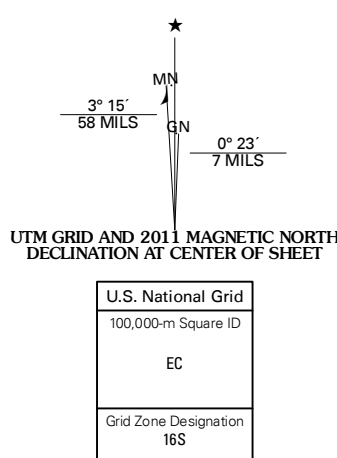 ★
MN
3° 15´
58 MILS
GN
0° 23´
7 MILS
UTM GRID AND 2011 MAGNETIC NORTH
DECLINATION AT CENTER OF SHEET
U.S. National Grid
100,000-m Square ID
EC
Grid Zone Designation
16S